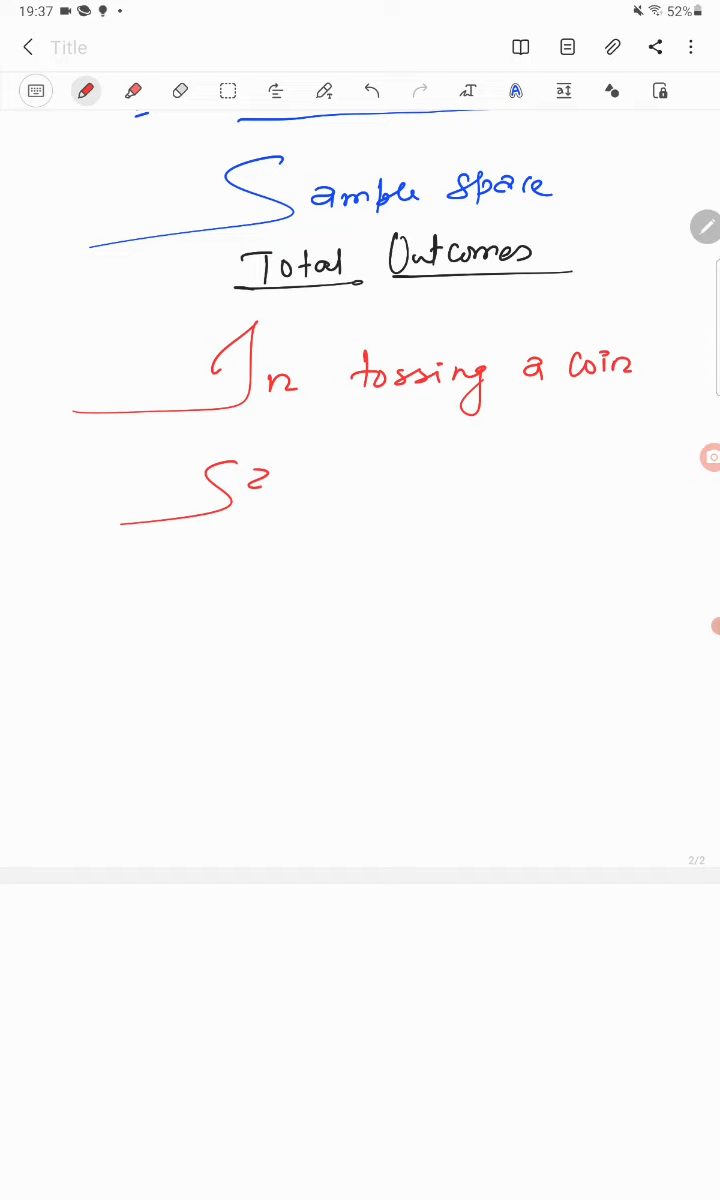 19:37 52%
Title
Sample space
Total Outcomes
In tossing a coin
S =
2/2